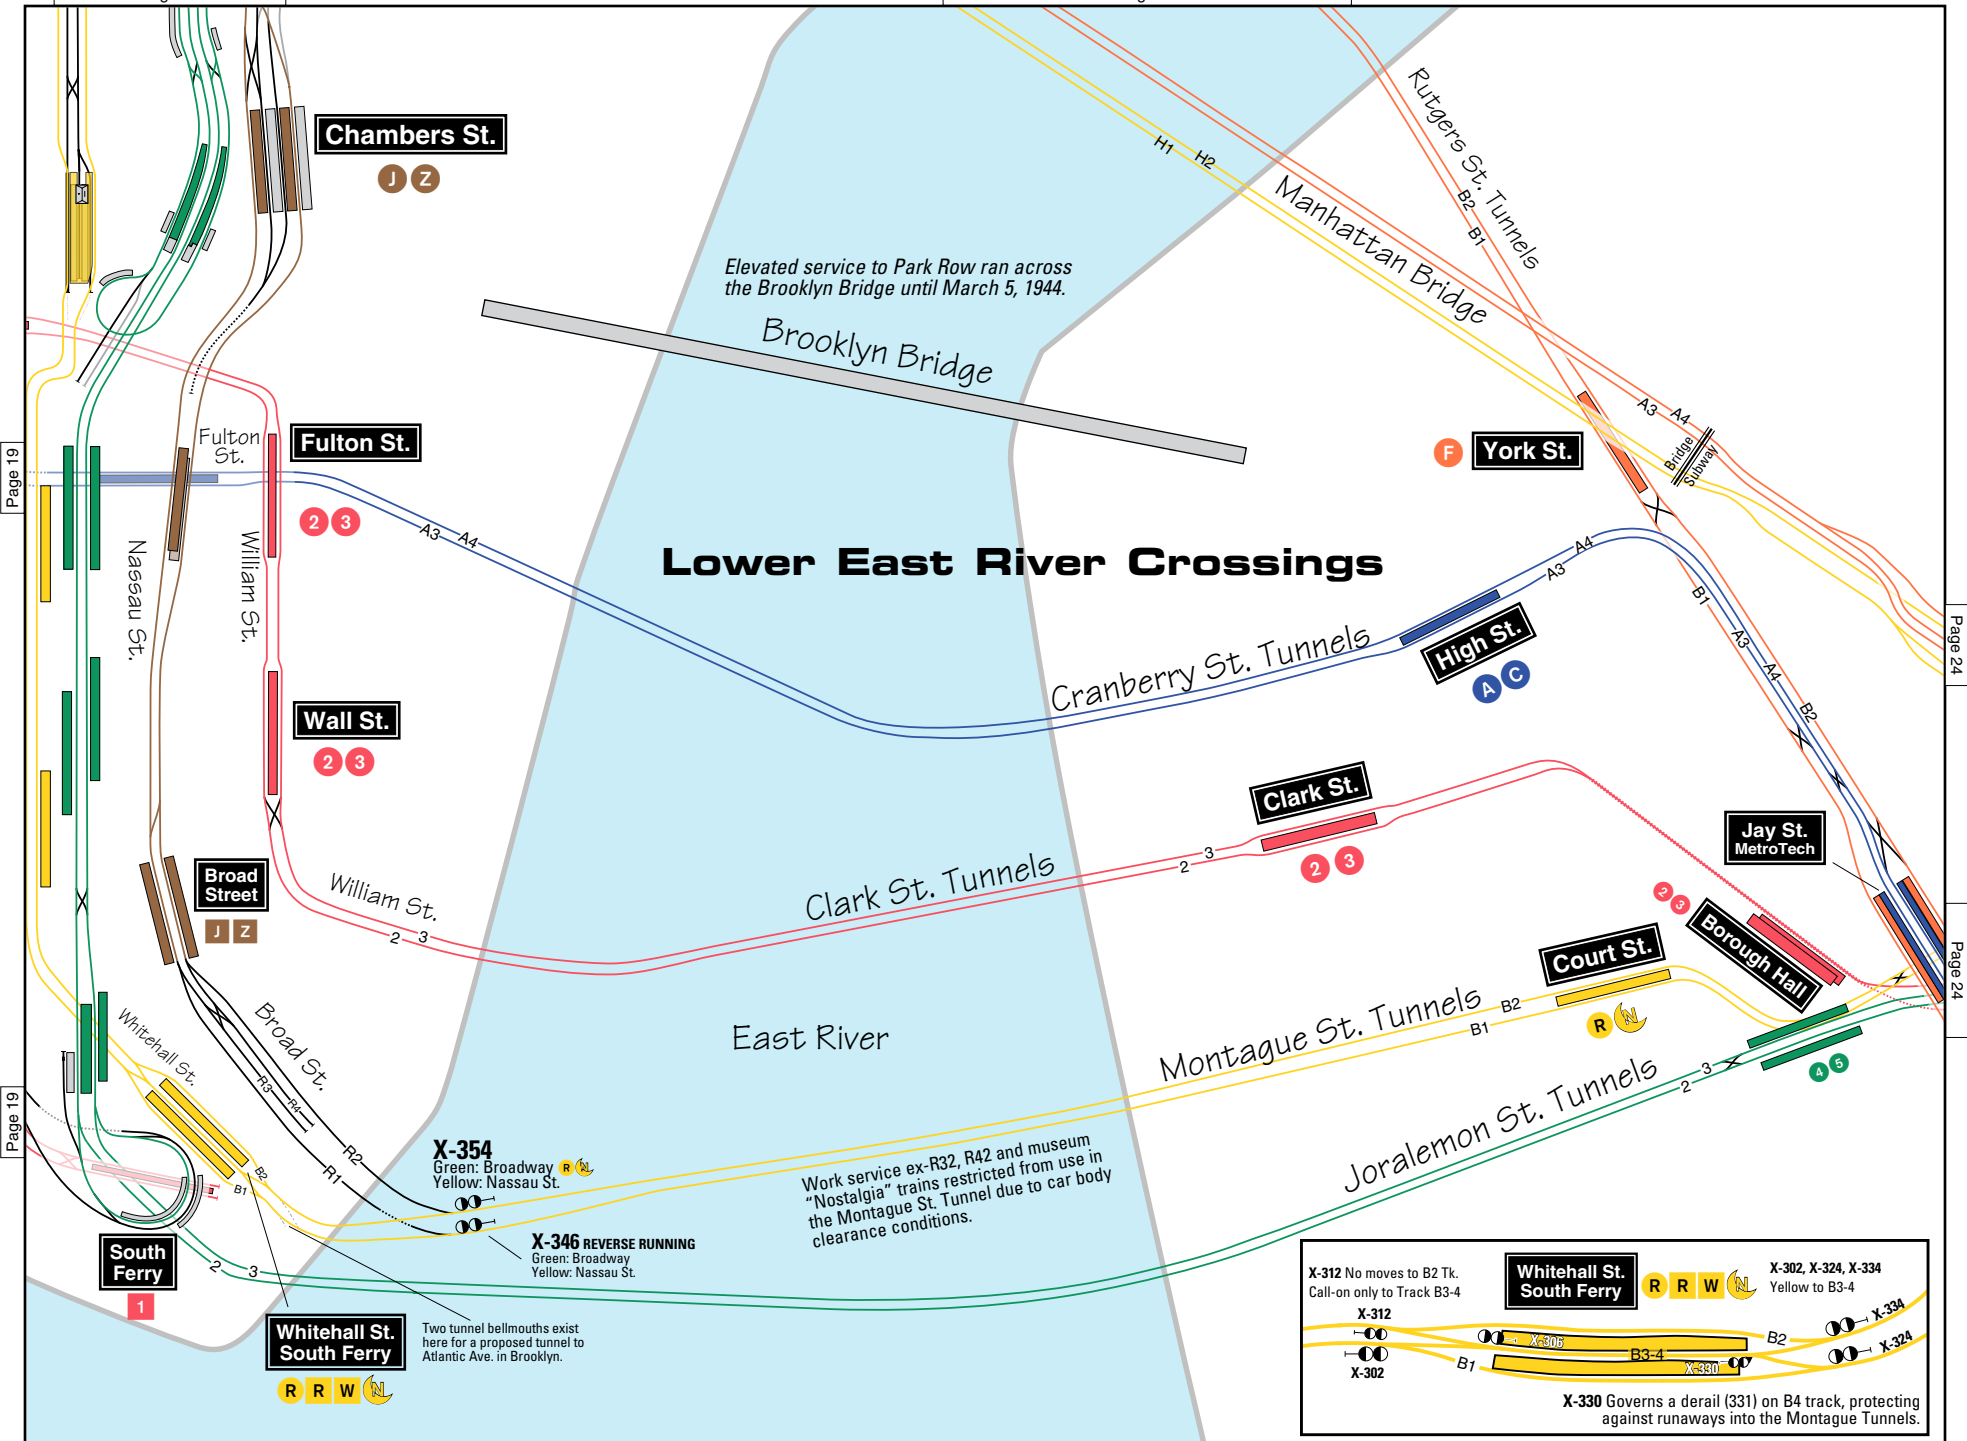 Chambers St.
J Z
Rutgers St. Tunnels
B2
B1
H1 H2
Manhattan Bridge
Elevated service to Park Row ran across
the Brooklyn Bridge until March 5, 1944.
Brooklyn Bridge
A3 A4
Bridge
Subway
F
York St.
Page 19
Fulton
St.
Fulton St.
2 3
A3 A4
Nassau St.
William St.
Lower East River Crossings
A4
A3
High St.
A C
Cranberry St. Tunnels
B1
A3
A4
B2
Page 24
Wall St.
2 3
Clark St.
2 3
2 3
Clark St. Tunnels
Jay St.
MetroTech
Broad
Street
J Z
William St.
2 3
2 3
Borough Hall
Court St.
R N
Page 24
Montague St. Tunnels
B2
B1
East River
Whitehall St.
Broad St.
R3
R4
R2
R1
B2
B1
4 5
3
2
Joralemon St. Tunnels
Page 19
X-354
Green: Broadway R N
Yellow: Nassau St.
Work service ex-R32, R42 and museum
"Nostalgia" trains restricted from use in
the Montague St. Tunnel due to car body
clearance conditions.
X-346 REVERSE RUNNING
Green: Broadway
Yellow: Nassau St.
South
Ferry
1
2 3
Whitehall St.
South Ferry
R R W N
Two tunnel bellmouths exist
here for a proposed tunnel to
Atlantic Ave. in Brooklyn.
X-312 No moves to B2 Tk.
Call-on only to Track B3-4
Whitehall St.
South Ferry
R R W N
X-302, X-324, X-334
Yellow to B3-4
X-312
X-302
X-306
B1
B3-4
X-330
B2
X-334
X-324
X-330 Governs a derail (331) on B4 track, protecting
against runaways into the Montague Tunnels.